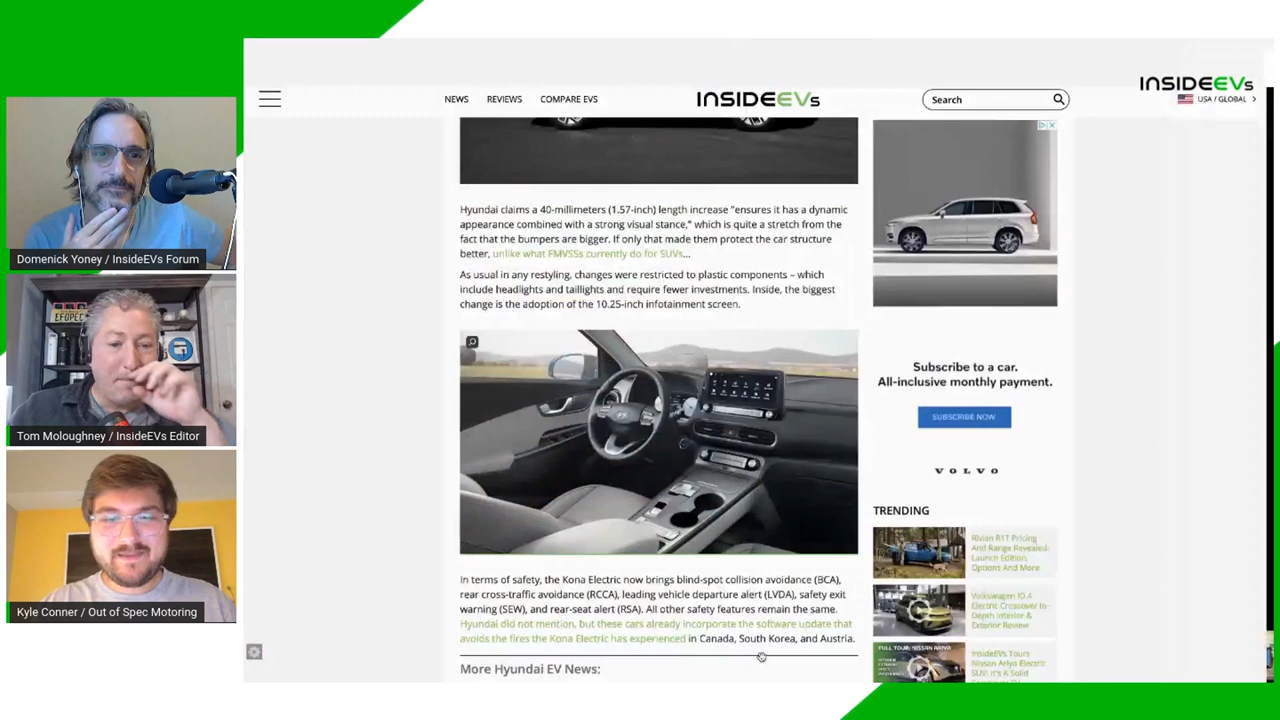 Domenick Yoney / InsideEVs Forum
Tom Moloughney / InsideEVs Editor
Kyle Conner / Out of Spec Motoring
INSIDEEVs
USA / GLOBAL
NEWS
REVIEWS
COMPARE EVS
INSIDEEVs
Search
Hyundai claims a 40-millimeters (1.57-inch) length increase "ensures it has a dynamic
appearance combined with a strong visual stance," which is quite a stretch from the
fact that the bumpers are bigger. If only that made them protect the car structure
better, unlike what FMVSSs currently do for SUVs...
As usual in any restyling, changes were restricted to plastic components – which
include headlights and taillights and require fewer investments. Inside, the biggest
change is the adoption of the 10.25-inch infotainment screen.
In terms of safety, the Kona Electric now brings blind-spot collision avoidance (BCA),
rear cross-traffic avoidance (RCCA), leading vehicle departure alert (LVDA), safety exit
warning (SEW), and rear-seat alert (RSA). All other safety features remain the same.
Hyundai did not mention, but these cars already incorporate the software update that
avoids the fires the Kona Electric has experienced in Canada, South Korea, and Austria.
More Hyundai EV News:
Subscribe to a car.
All-inclusive monthly payment.
SUBSCRIBE NOW
VOLVO
TRENDING
Rivian R1T Pricing
And Range Revealed:
Launch Edition,
Options And More
Volkswagen ID.4
Electric Crossover In-
Depth Interior &
Exterior Review
FULL TOUR: NISSAN ARIYA
InsideEVs Tours
Nissan Ariya Electric
SUV: It's A Solid